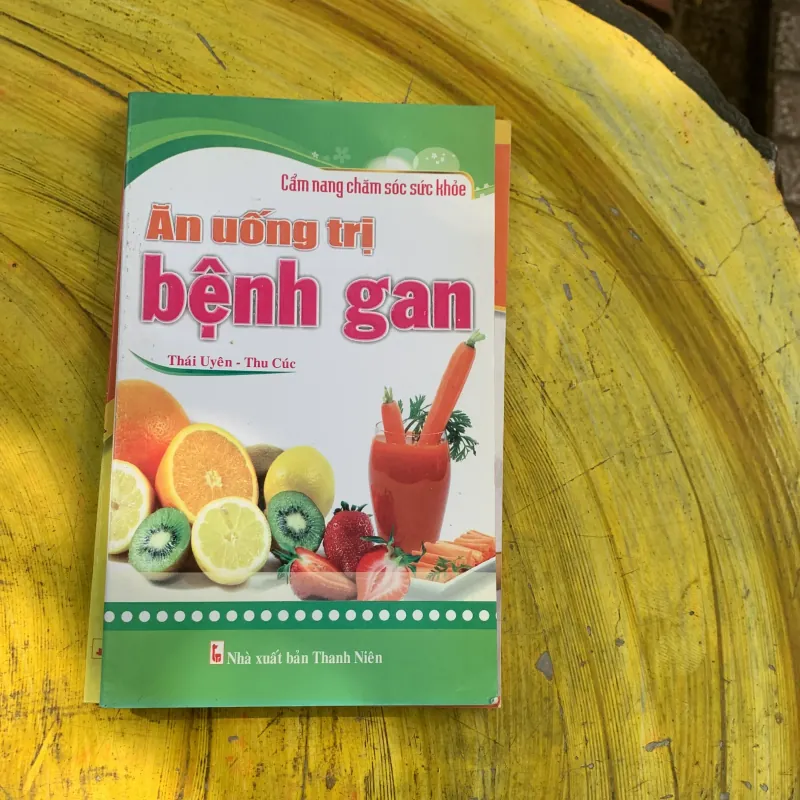 Cẩm nang chăm sóc sức khỏe
Ăn uống trị
bệnh gan
Thái Uyên - Thu Cúc
Nhà xuất bản Thanh Niên